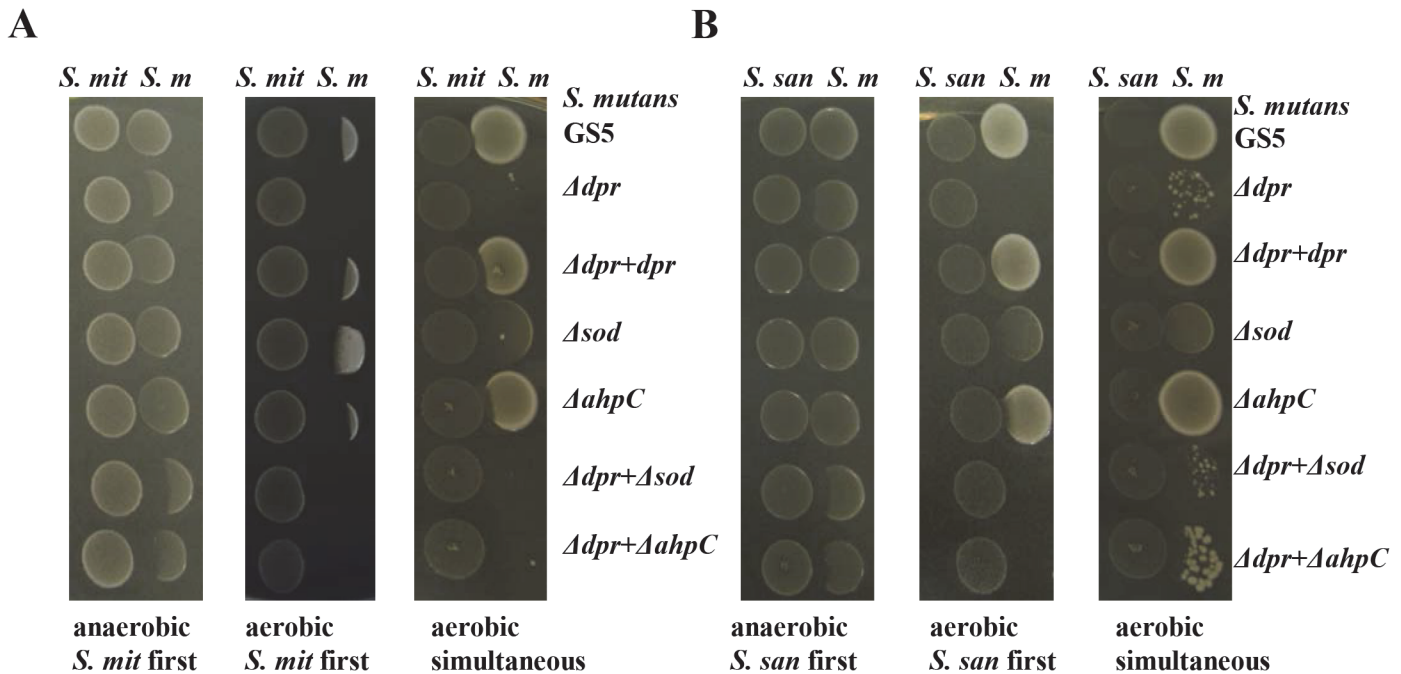 A
B
S. mit S. m
S. mit S. m
S. mit S. m
S. mutans
GS5
Δdpr
Δdpr+dpr
Δsod
ΔahpC
Δdpr+Δsod
Δdpr+ΔahpC
anaerobic
S. mit first
aerobic
S. mit first
aerobic
simultaneous
S. san S. m
S. san S. m
S. san S. m
S. mutans
GS5
Δdpr
Δdpr+dpr
Δsod
ΔahpC
Δdpr+Δsod
Δdpr+ΔahpC
anaerobic
S. san first
aerobic
S. san first
aerobic
simultaneous